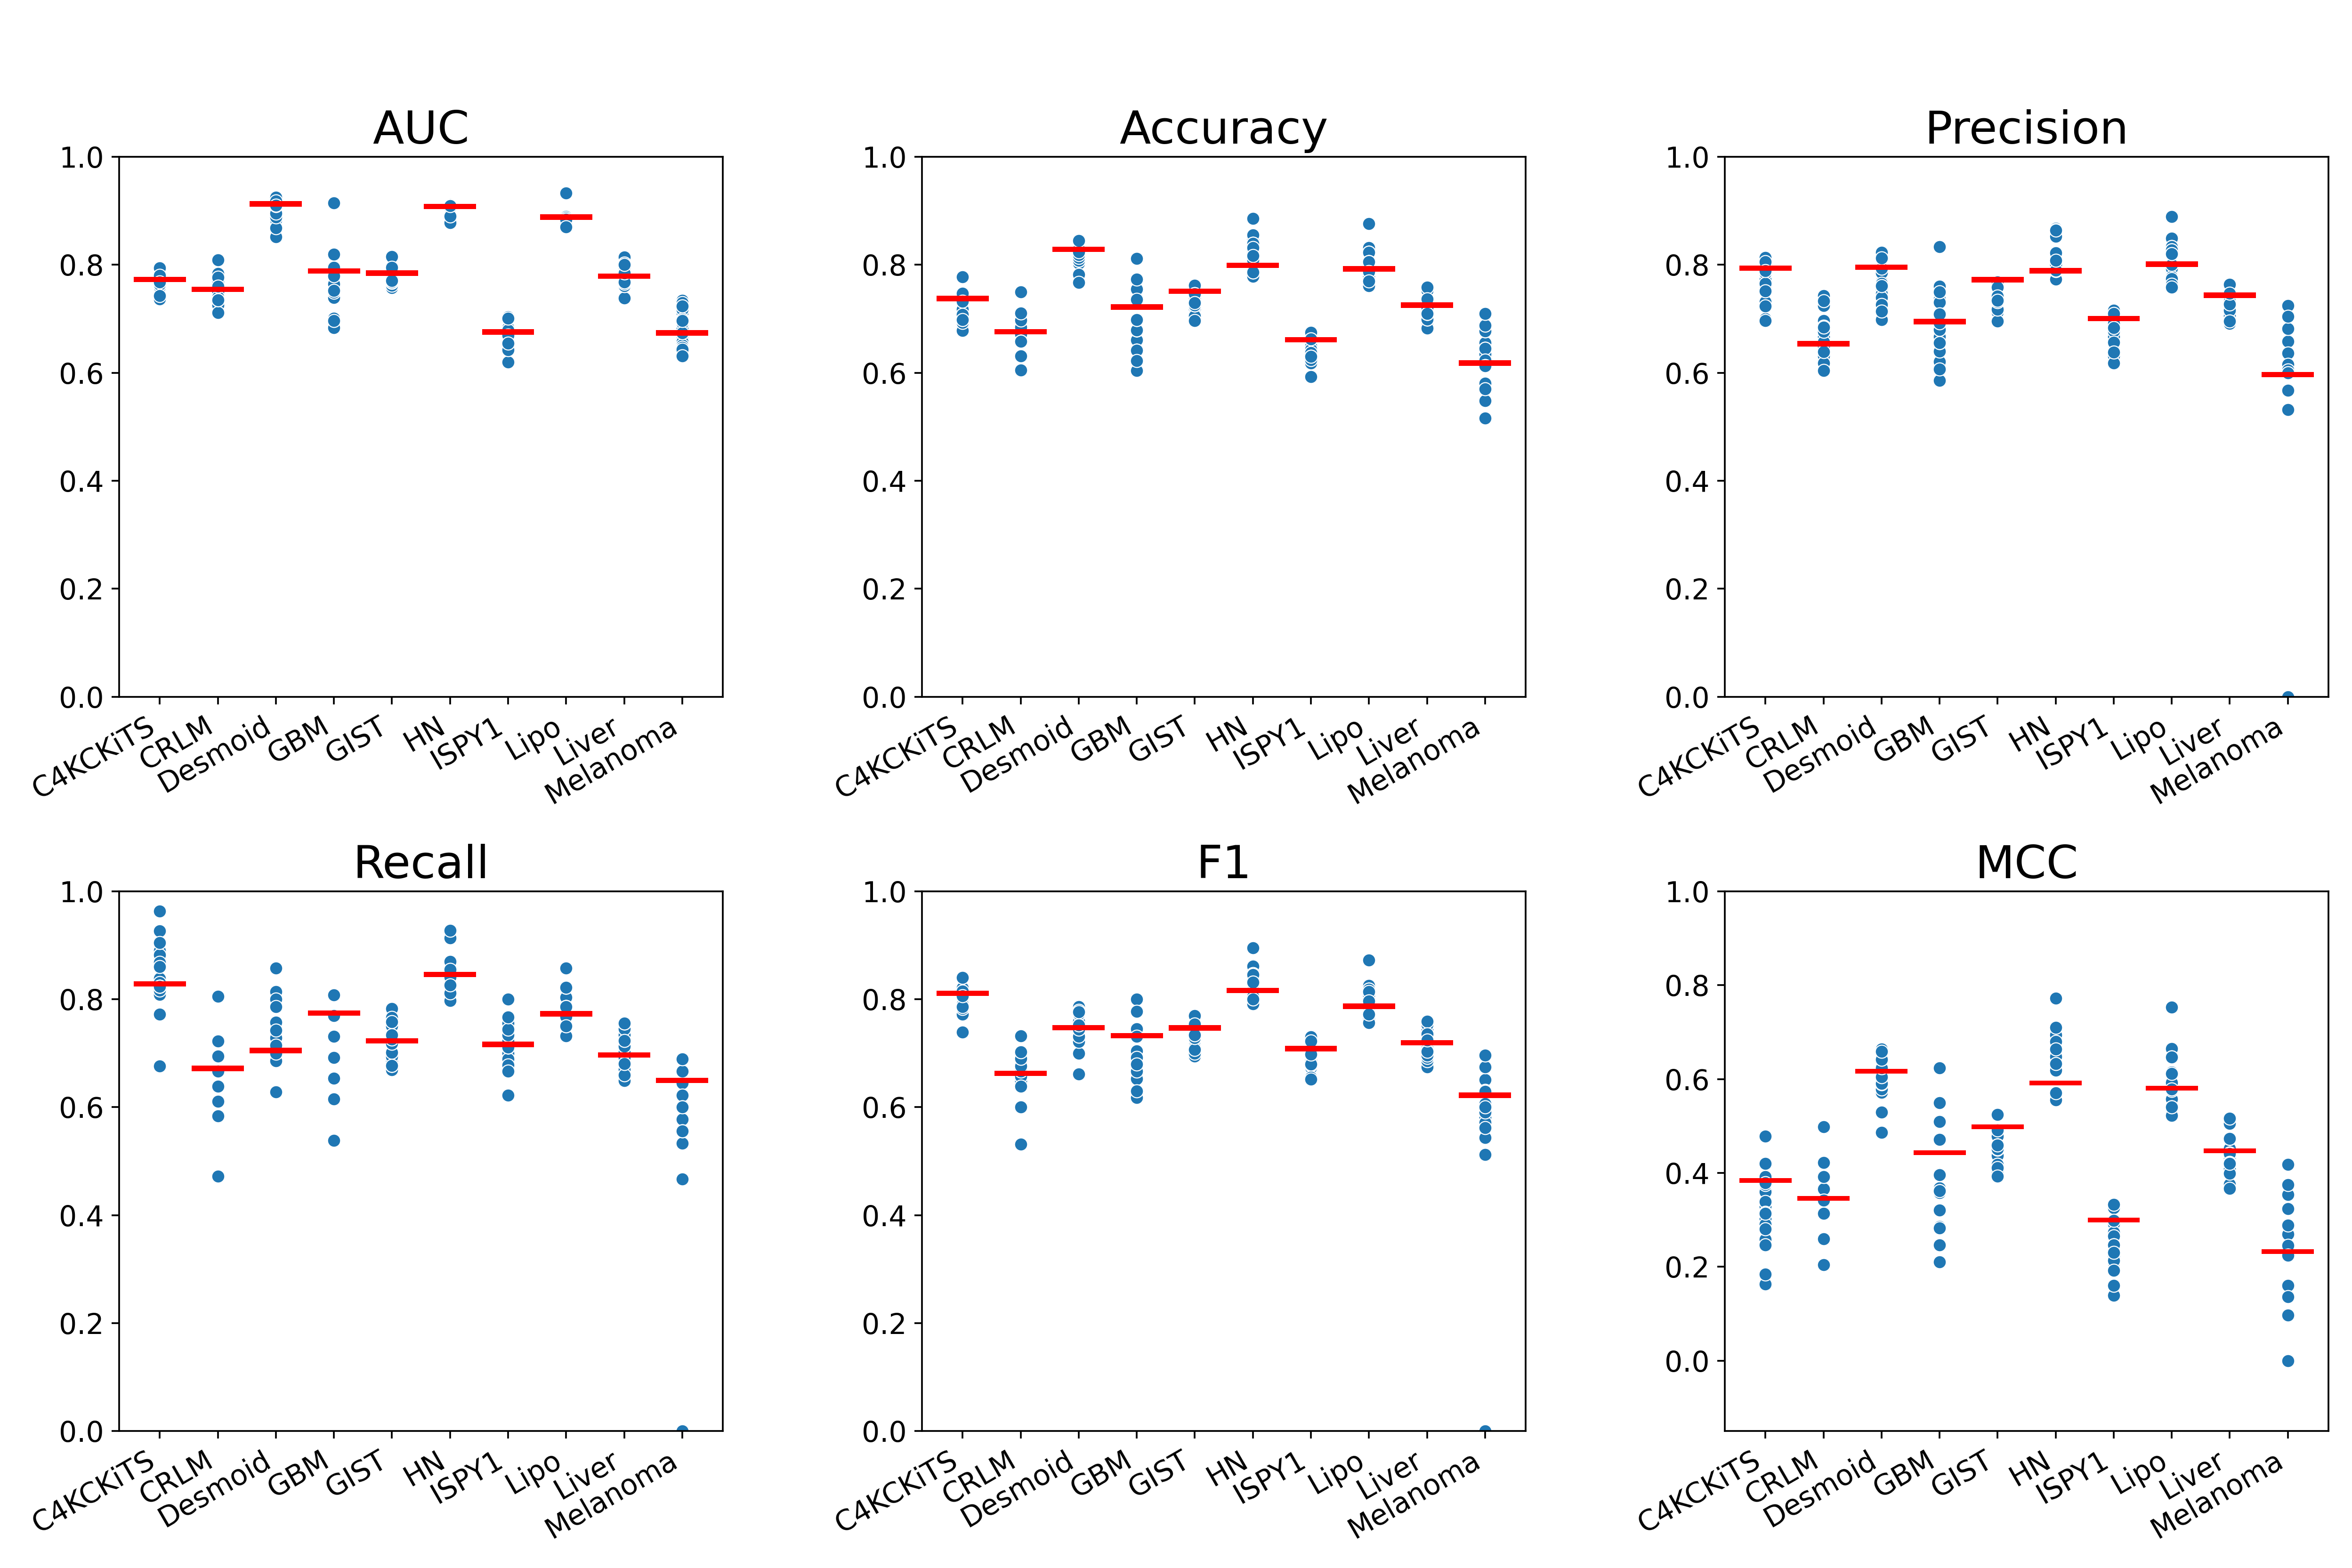 AUC
1.0
0.8
0.6
0.4
0.2
0.0
C4KCKiTS
CRLM
Desmoid
GBM
GIST
HN
ISPY1
Lipo
Liver
Melanoma
Accuracy
1.0
0.8
0.6
0.4
0.2
0.0
C4KCKiTS
CRLM
Desmoid
GBM
GIST
HN
ISPY1
Lipo
Liver
Melanoma
Precision
1.0
0.8
0.6
0.4
0.2
0.0
C4KCKiTS
CRLM
Desmoid
GBM
GIST
HN
ISPY1
Lipo
Liver
Melanoma
Recall
1.0
0.8
0.6
0.4
0.2
0.0
C4KCKiTS
CRLM
Desmoid
GBM
GIST
HN
ISPY1
Lipo
Liver
Melanoma
F1
1.0
0.8
0.6
0.4
0.2
0.0
C4KCKiTS
CRLM
Desmoid
GBM
GIST
HN
ISPY1
Lipo
Liver
Melanoma
MCC
1.0
0.8
0.6
0.4
0.2
0.0
C4KCKiTS
CRLM
Desmoid
GBM
GIST
HN
ISPY1
Lipo
Liver
Melanoma